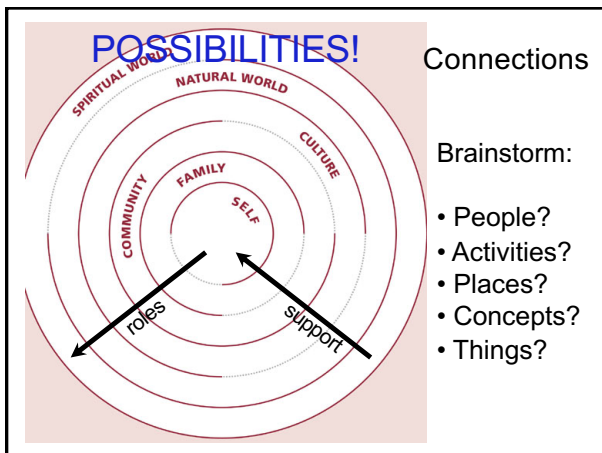 POSSIBILITIES!
SPIRITUAL WORLD
NATURAL WORLD
CULTURE
COMMUNITY
FAMILY
SELF
roles
support
Connections
Brainstorm:
• People?
• Activities?
• Places?
• Concepts?
• Things?